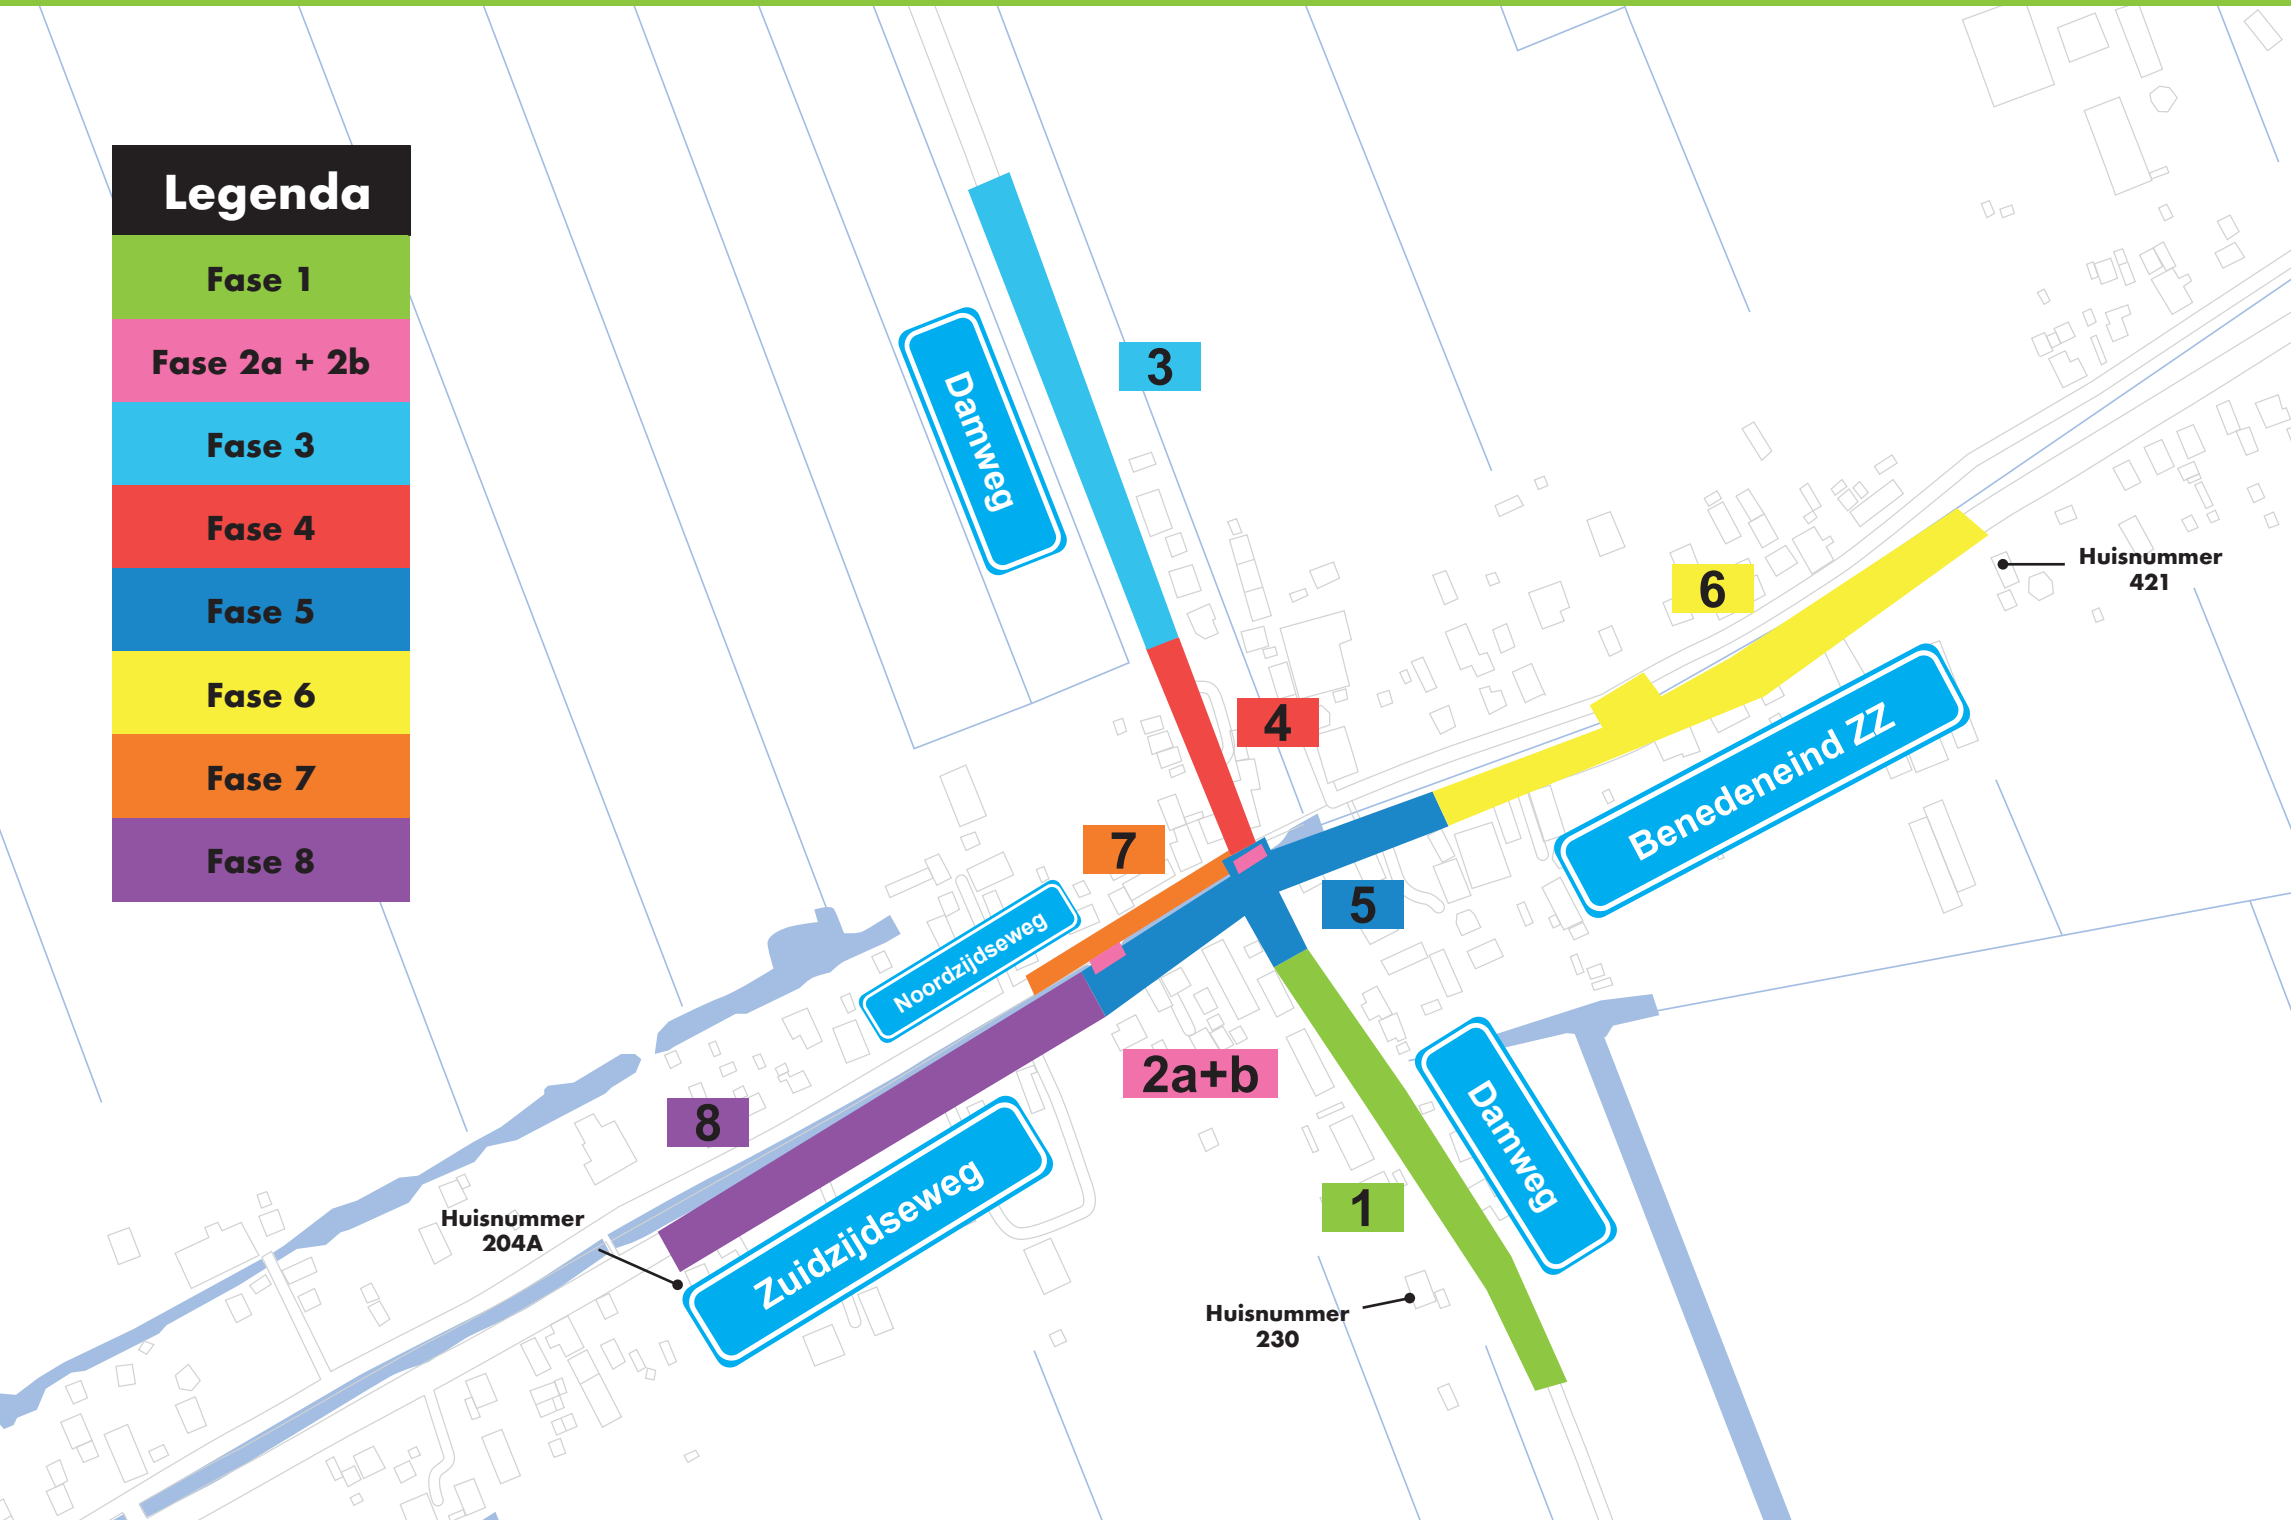 Legenda
Fase 1
Fase 2a + 2b
Fase 3
Fase 4
Fase 5
Fase 6
Fase 7
Fase 8
Damweg
3
6
Huisnummer
421
4
Benedeneind ZZ
7
5
Noordzijdseweg
2a+b
8
Damweg
1
Huisnummer
204A
Zuidzijdseweg
Huisnummer
230